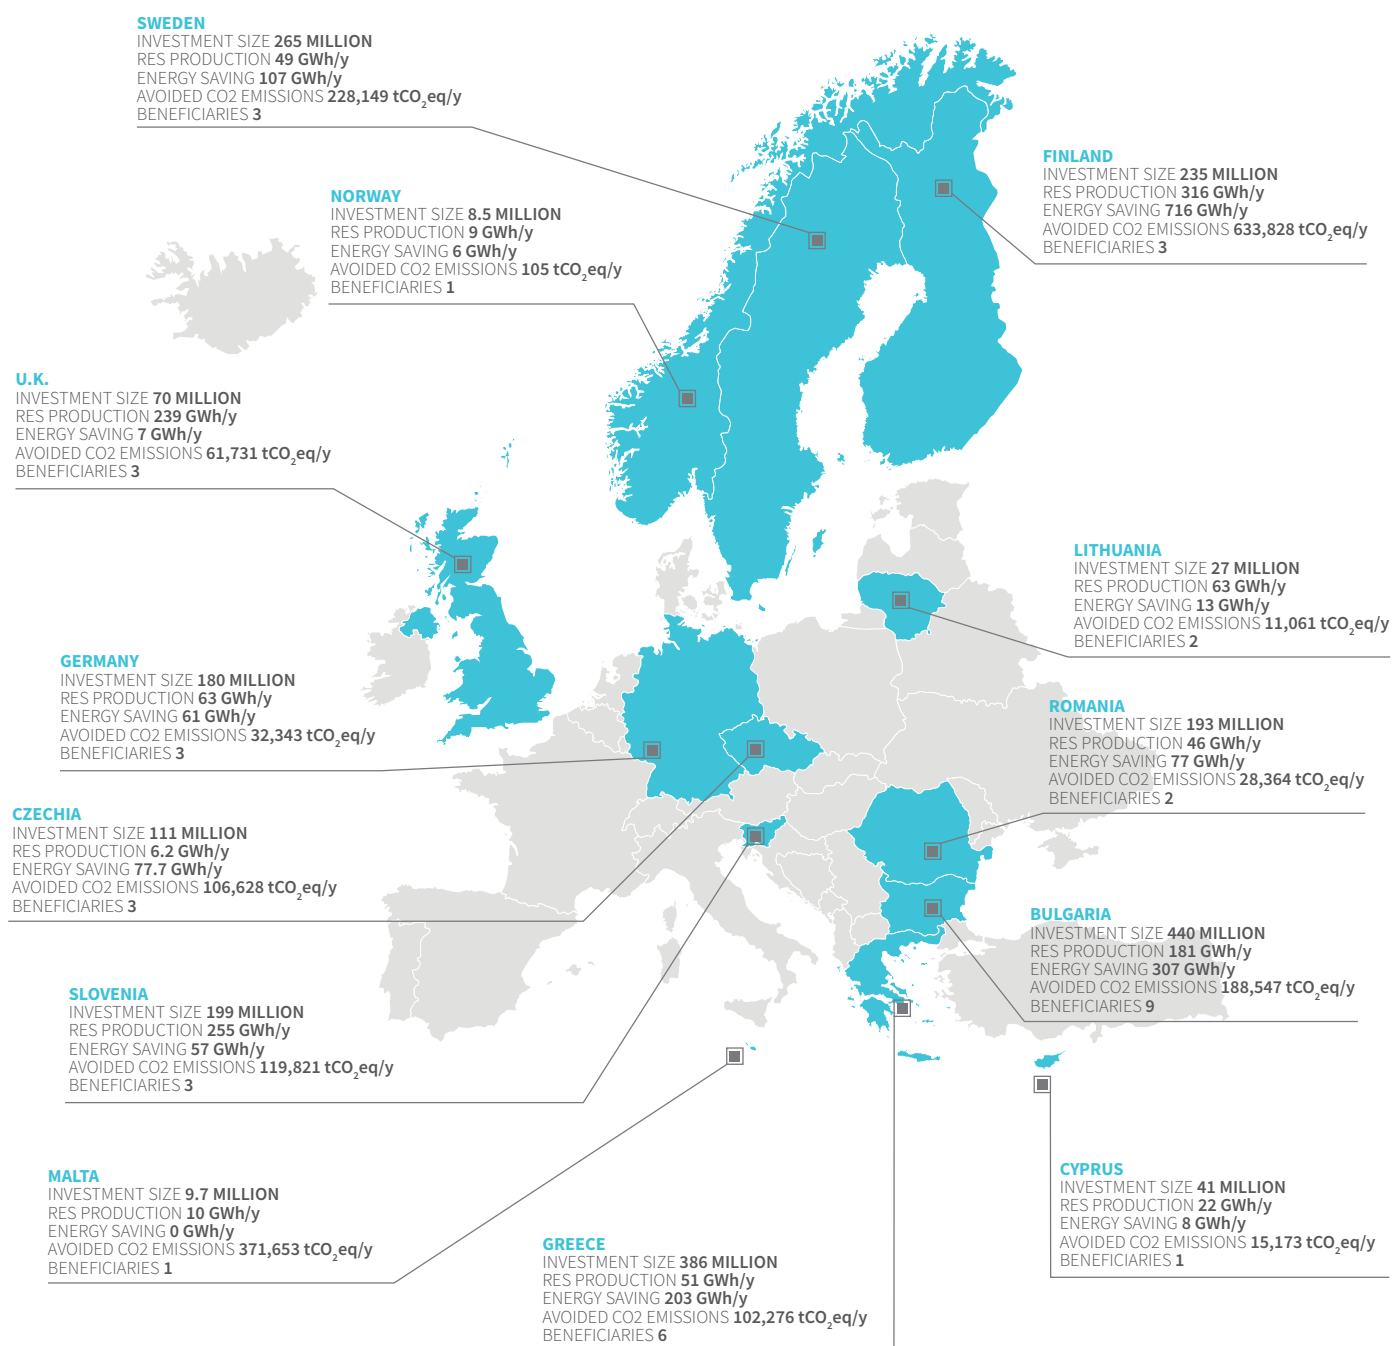 SWEDEN
INVESTMENT SIZE 265 MILLION
RES PRODUCTION 49 GWh/y
ENERGY SAVING 107 GWh/y
AVOIDED CO2 EMISSIONS 228,149 tCO₂eq/y
BENEFICIARIES 3
FINLAND
INVESTMENT SIZE 235 MILLION
RES PRODUCTION 316 GWh/y
ENERGY SAVING 716 GWh/y
AVOIDED CO2 EMISSIONS 633,828 tCO₂eq/y
BENEFICIARIES 3
NORWAY
INVESTMENT SIZE 8.5 MILLION
RES PRODUCTION 9 GWh/y
ENERGY SAVING 6 GWh/y
AVOIDED CO2 EMISSIONS 105 tCO₂eq/y
BENEFICIARIES 1
U.K.
INVESTMENT SIZE 70 MILLION
RES PRODUCTION 239 GWh/y
ENERGY SAVING 7 GWh/y
AVOIDED CO2 EMISSIONS 61,731 tCO₂eq/y
BENEFICIARIES 3
LITHUANIA
INVESTMENT SIZE 27 MILLION
RES PRODUCTION 63 GWh/y
ENERGY SAVING 13 GWh/y
AVOIDED CO2 EMISSIONS 11,061 tCO₂eq/y
BENEFICIARIES 2
GERMANY
INVESTMENT SIZE 180 MILLION
RES PRODUCTION 63 GWh/y
ENERGY SAVING 61 GWh/y
AVOIDED CO2 EMISSIONS 32,343 tCO₂eq/y
BENEFICIARIES 3
ROMANIA
INVESTMENT SIZE 193 MILLION
RES PRODUCTION 46 GWh/y
ENERGY SAVING 77 GWh/y
AVOIDED CO2 EMISSIONS 28,364 tCO₂eq/y
BENEFICIARIES 2
CZECHIA
INVESTMENT SIZE 111 MILLION
RES PRODUCTION 6.2 GWh/y
ENERGY SAVING 77.7 GWh/y
AVOIDED CO2 EMISSIONS 106,628 tCO₂eq/y
BENEFICIARIES 3
BULGARIA
INVESTMENT SIZE 440 MILLION
RES PRODUCTION 181 GWh/y
ENERGY SAVING 307 GWh/y
AVOIDED CO2 EMISSIONS 188,547 tCO₂eq/y
BENEFICIARIES 9
SLOVENIA
INVESTMENT SIZE 199 MILLION
RES PRODUCTION 255 GWh/y
ENERGY SAVING 57 GWh/y
AVOIDED CO2 EMISSIONS 119,821 tCO₂eq/y
BENEFICIARIES 3
CYPRUS
INVESTMENT SIZE 41 MILLION
RES PRODUCTION 22 GWh/y
ENERGY SAVING 8 GWh/y
AVOIDED CO2 EMISSIONS 15,173 tCO₂eq/y
BENEFICIARIES 1
MALTA
INVESTMENT SIZE 9.7 MILLION
RES PRODUCTION 10 GWh/y
ENERGY SAVING 0 GWh/y
AVOIDED CO2 EMISSIONS 371,653 tCO₂eq/y
BENEFICIARIES 1
GREECE
INVESTMENT SIZE 386 MILLION
RES PRODUCTION 51 GWh/y
ENERGY SAVING 203 GWh/y
AVOIDED CO2 EMISSIONS 102,276 tCO₂eq/y
BENEFICIARIES 6